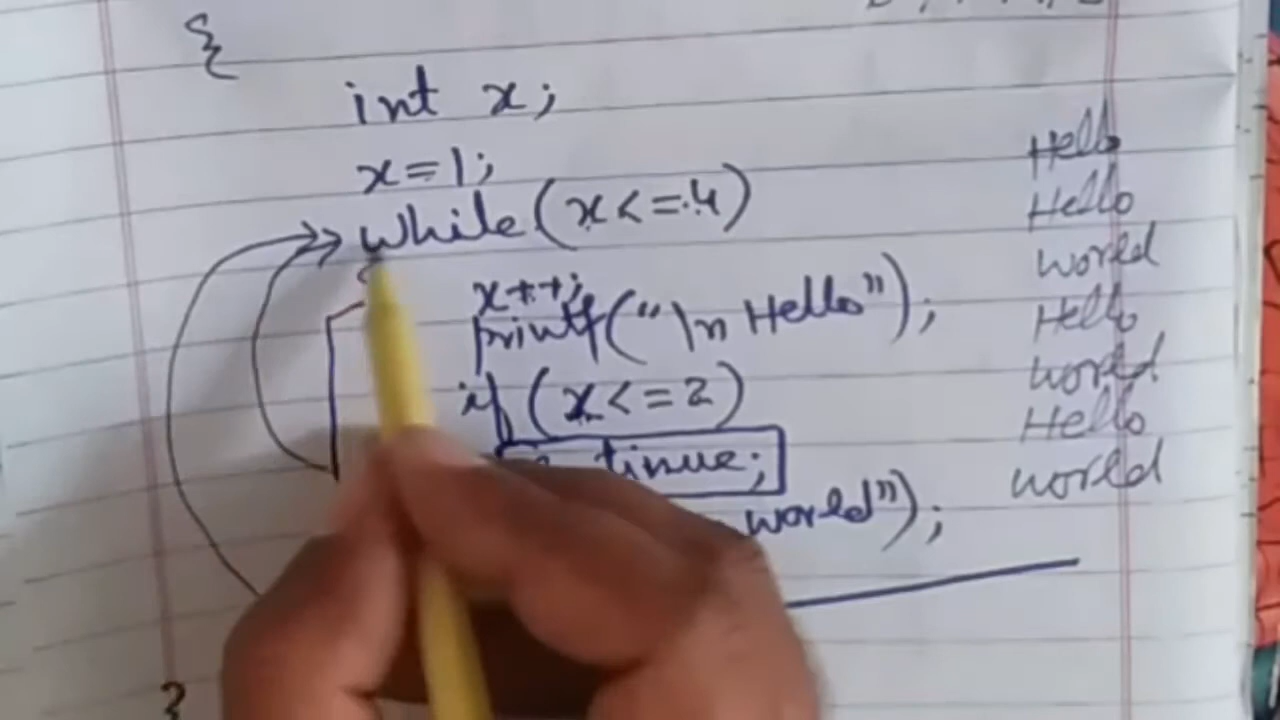 {
int x;
x=1;
while(x<=4)
{
x++;
printf("\n Hello");
if (x<=2)
tinue;
world");
}
Hello
Hello
world
Hello
world
Hello
world